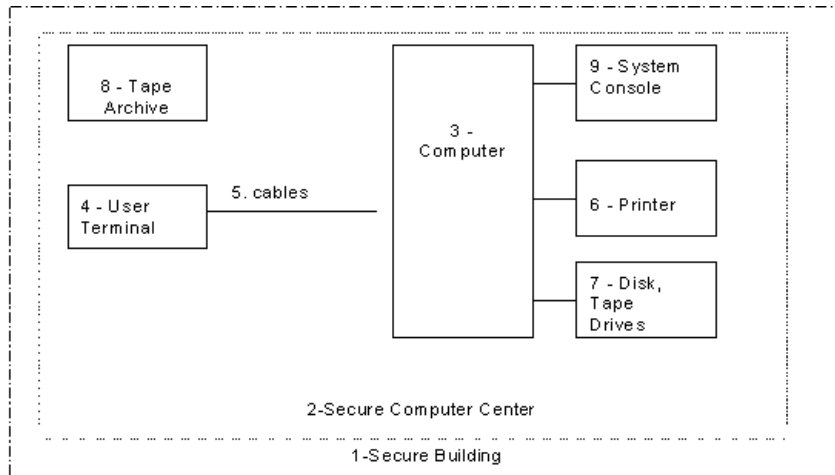 8 - Tape
Archive
9 - System
Console
3 -
Computer
4 - User
Terminal
5. cables
6 - Printer
7 - Disk,
Tape
Drives
2-Secure Computer Center
1-Secure Building